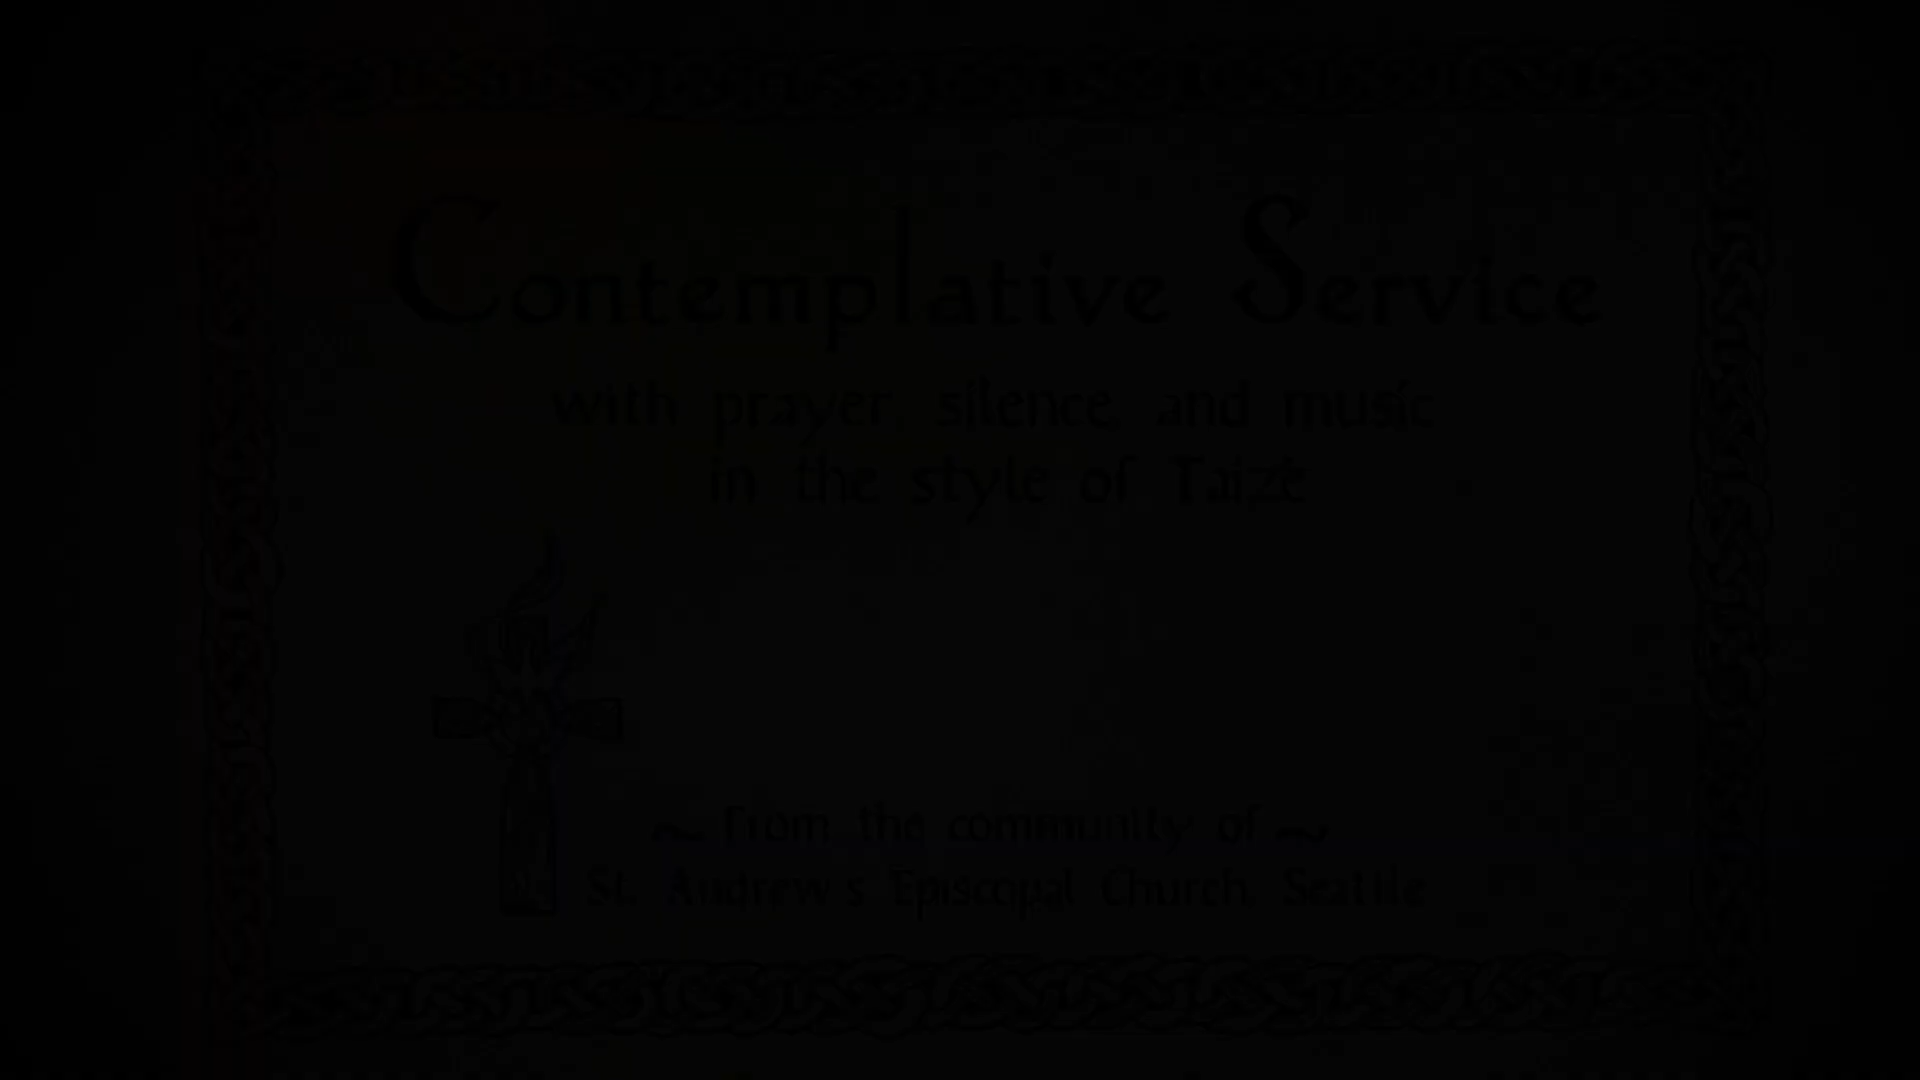 Contemplative Service
with prayer, silence, and music
in the style of Taizé
~ from the community of ~
St. Andrew's Episcopal Church, Seattle